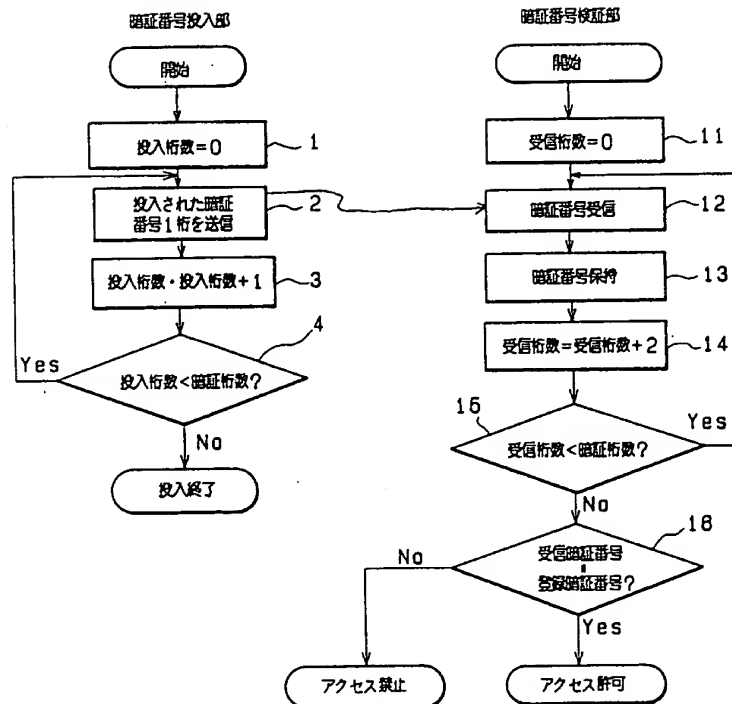 暗証番号投入部
開始
投入桁数=0
1
投入された暗証
番号1桁を送信
2
投入桁数・投入桁数+1
3
4
投入桁数<暗証桁数?
Yes
No
投入終了
暗証番号検証部
開始
受信桁数=0
11
暗証番号受信
12
暗証番号保持
13
受信桁数=受信桁数+2
14
15
受信桁数<暗証桁数?
Yes
No
18
受信暗証番号
=
登録暗証番号?
No
Yes
アクセス禁止
アクセス許可